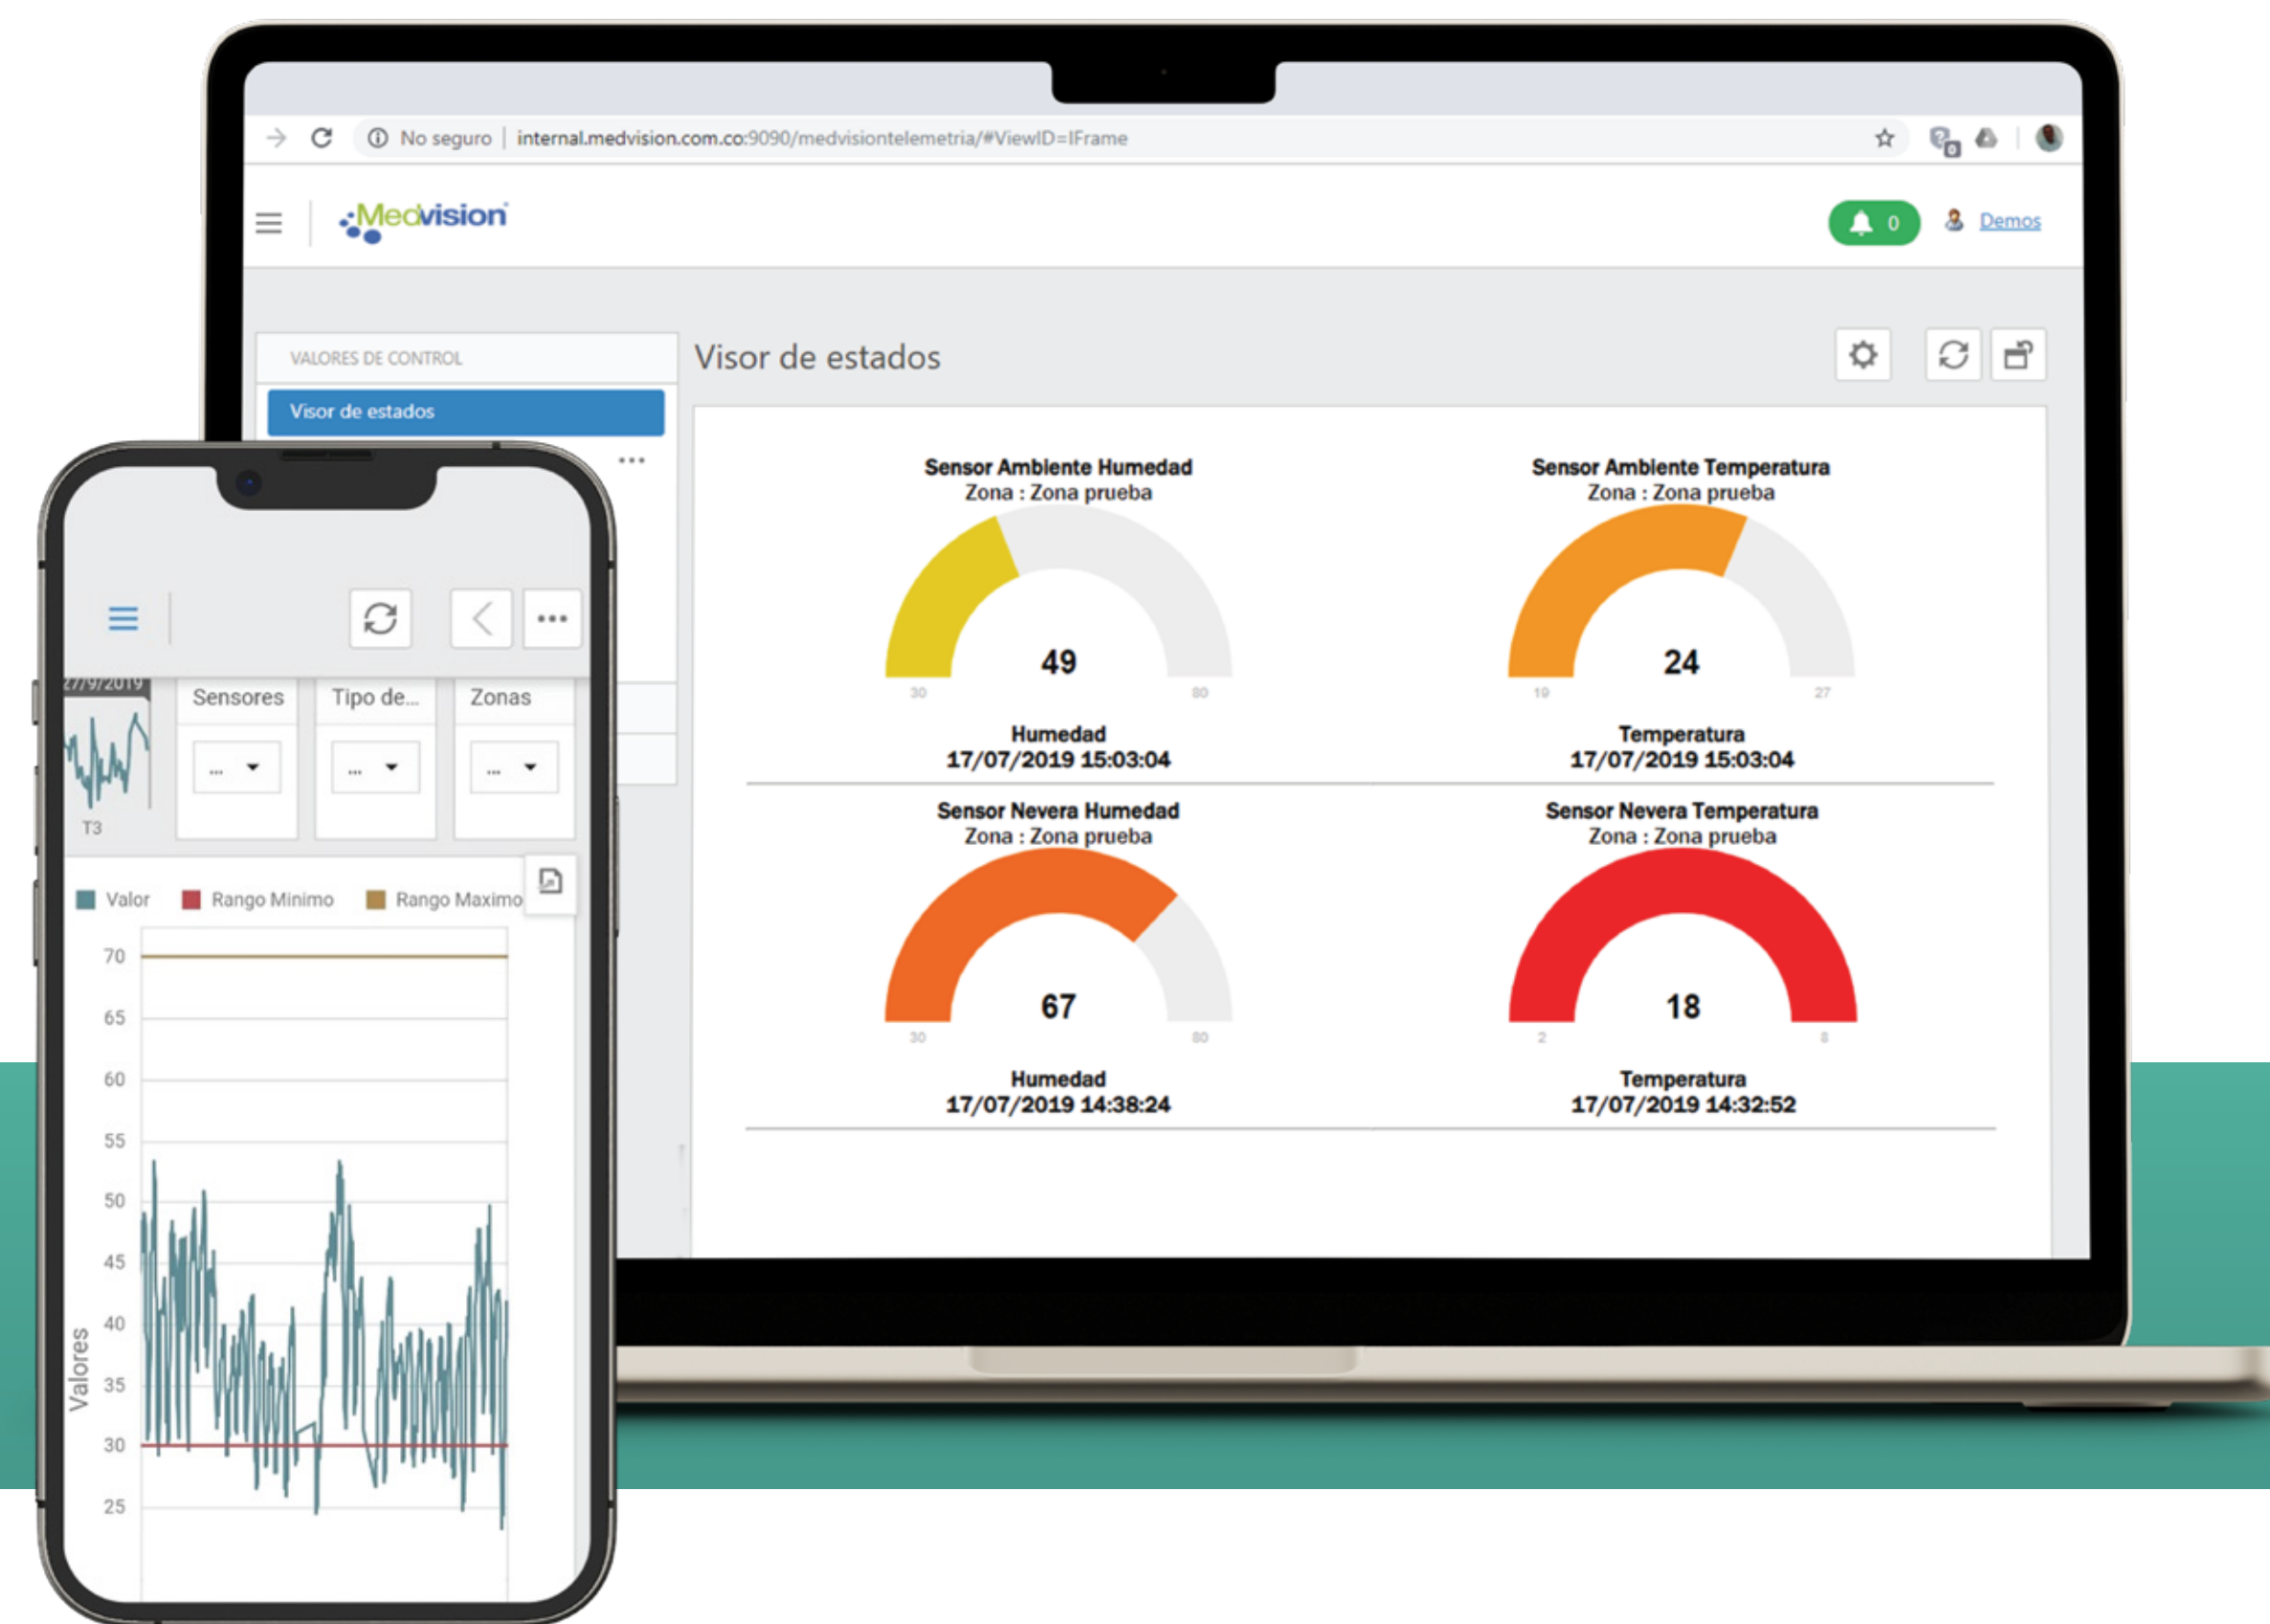 No seguro | internal.medvision.com.co:9090/medvisiontelemetria/#ViewID=IFrame
0
Medvision
0
Demos
VALORES DE CONTROL
Visor de estados
Visor de estados
Sensor Ambiente Humedad
Zona : Zona prueba
49
30
80
Humedad
17/07/2019 15:03:04
Sensor Ambiente Temperatura
Zona : Zona prueba
24
19
27
Temperatura
17/07/2019 15:03:04
Sensor Nevera Humedad
Zona : Zona prueba
67
30
80
Humedad
17/07/2019 14:38:24
Sensor Nevera Temperatura
Zona : Zona prueba
18
2
8
Temperatura
17/07/2019 14:32:52
27/9/2019
T3
Sensores
Tipo de...
Zonas
...
...
...
Valor
Rango Minimo
Rango Maximo
70
65
60
55
50
45
40
35
30
25
Valores